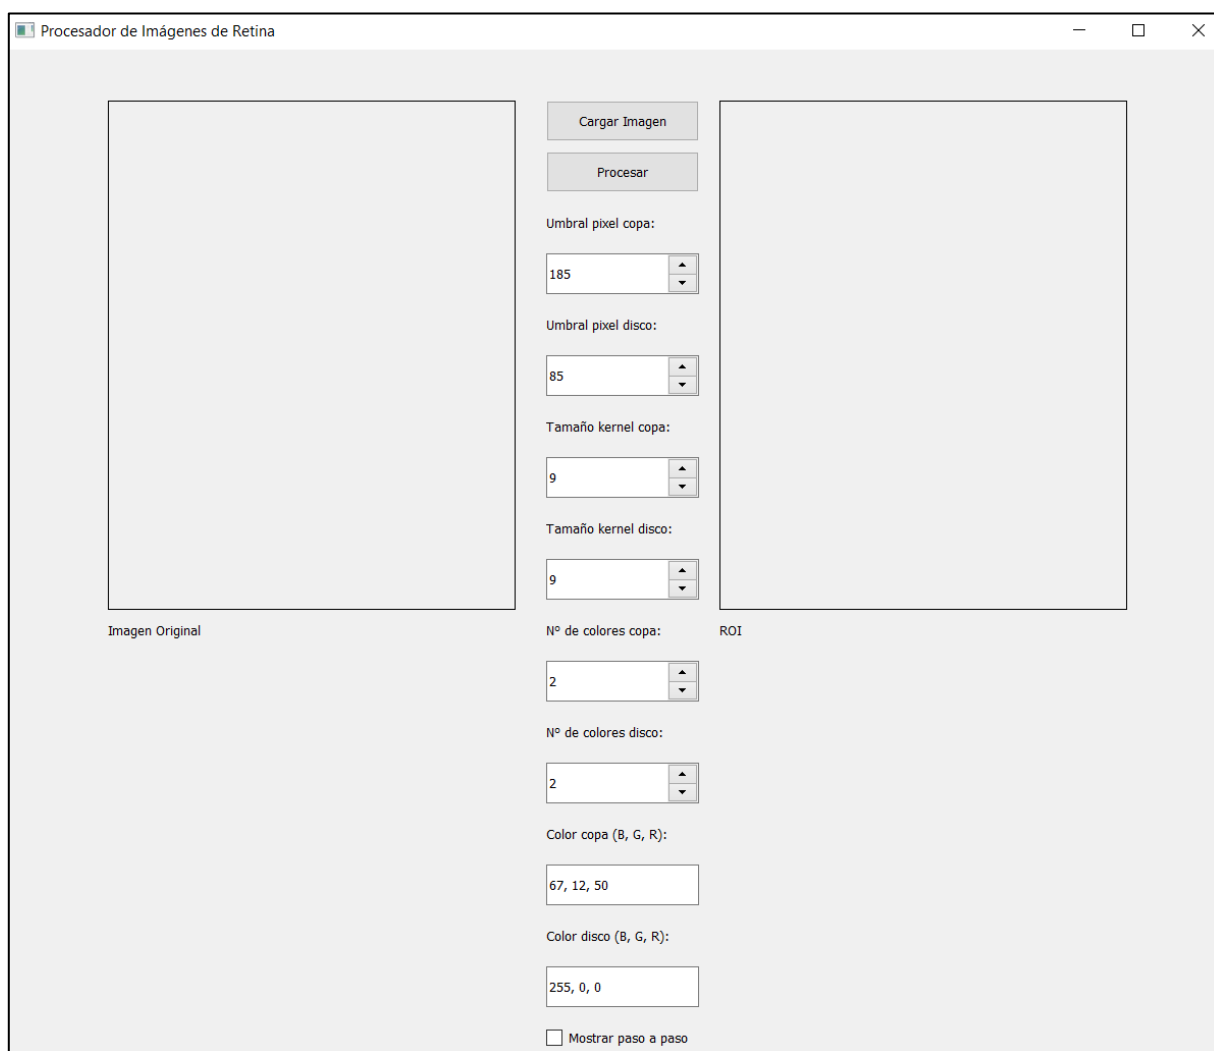 Procesador de Imágenes de Retina
Cargar Imagen
Procesar
Umbral pixel copa:
185
Umbral pixel disco:
85
Tamaño kernel copa:
9
Tamaño kernel disco:
9
Imagen Original
Nº de colores copa:
ROI
2
Nº de colores disco:
2
Color copa (B, G, R):
67, 12, 50
Color disco (B, G, R):
255, 0, 0
Mostrar paso a paso